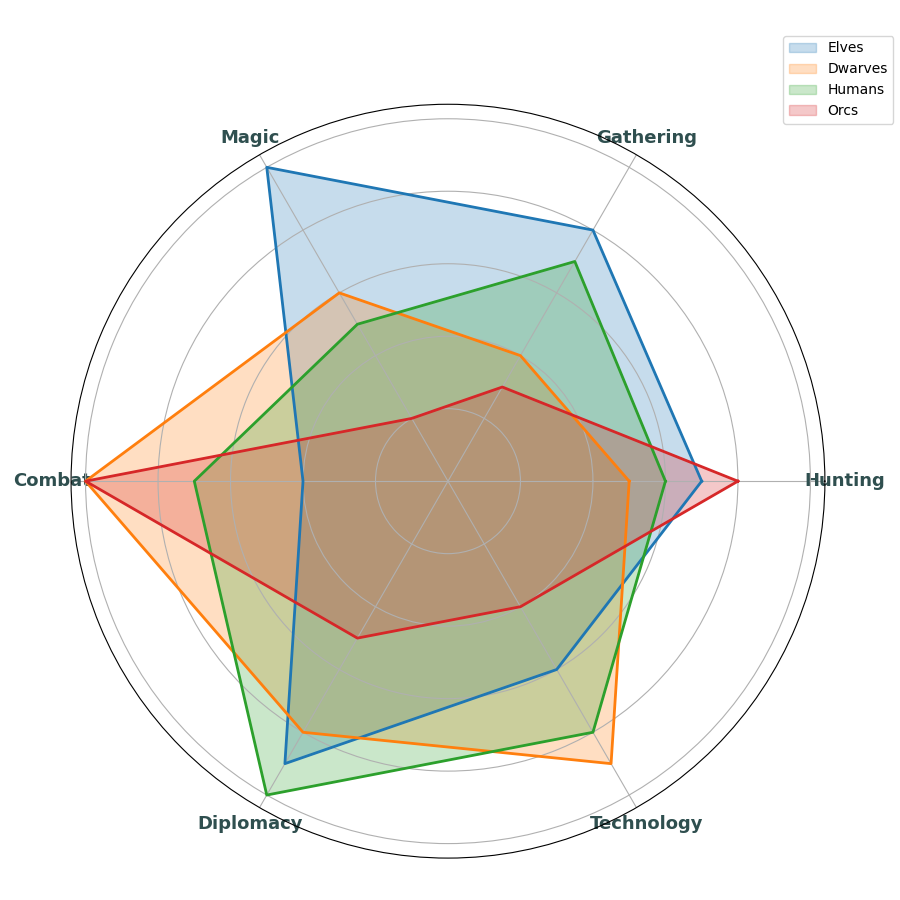 Elves
Dwarves
Humans
Orcs
Magic
Gathering
Combat
Hunting
Diplomacy
Technology